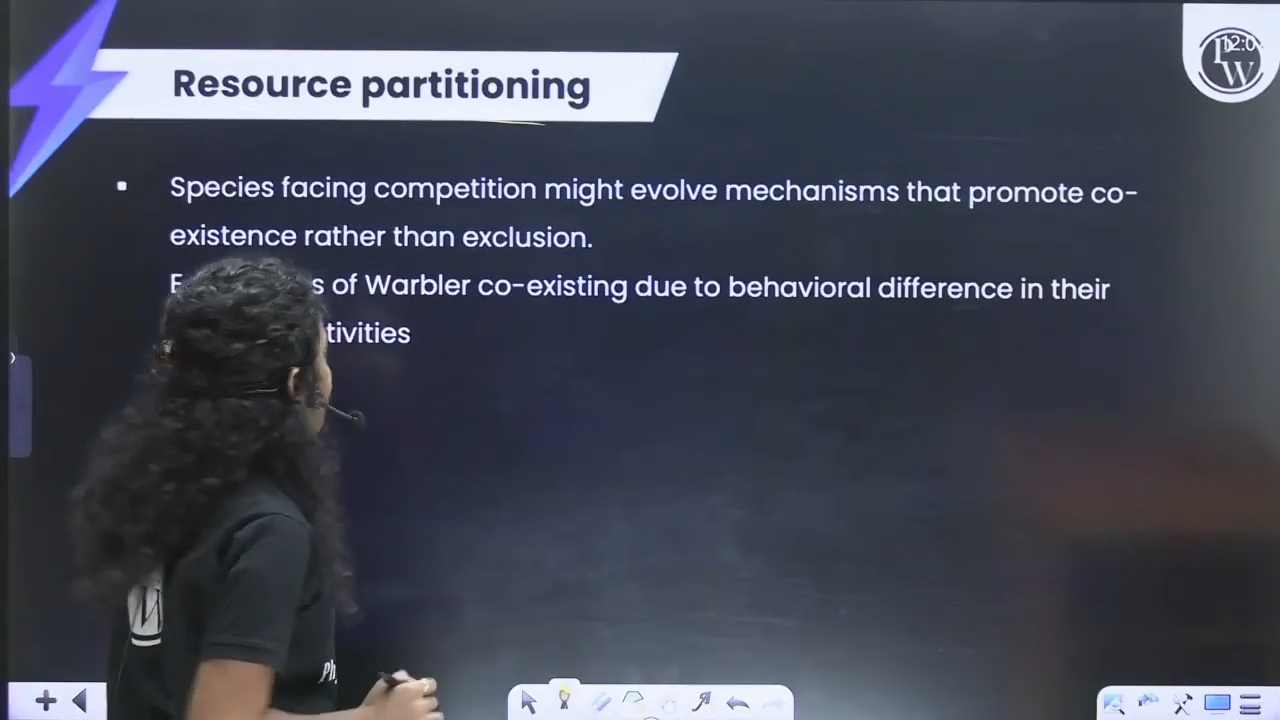 Resource partitioning
Species facing competition might evolve mechanisms that promote co-
existence rather than exclusion.
of Warbler co-existing due to behavioral difference in their
PW